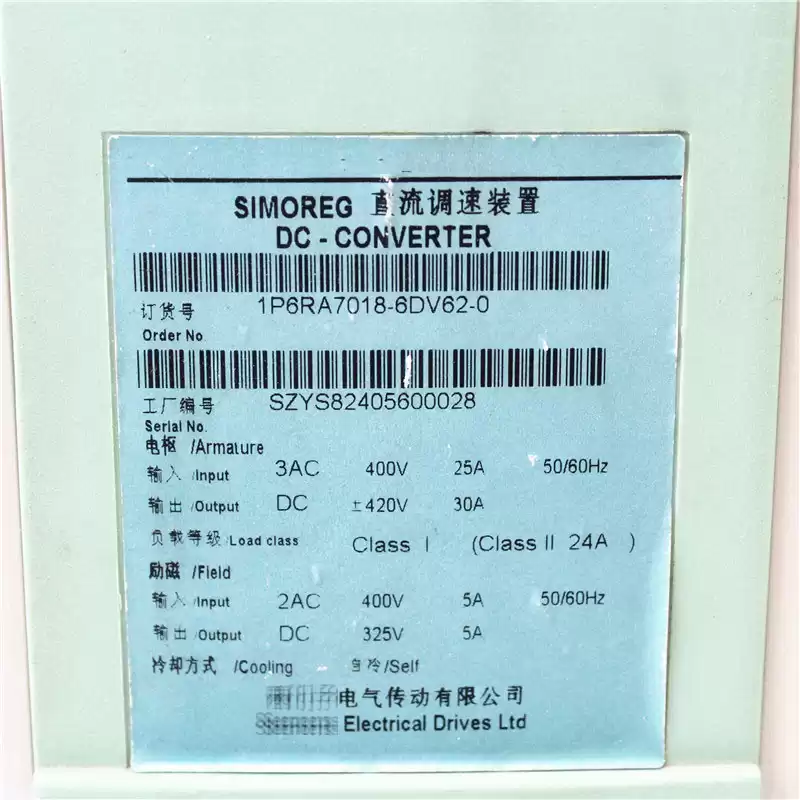 SIMOREG 直流调速装置
DC - CONVERTER
订货号 1P6RA7018-6DV62-0
Order No
工厂编号 SZYS82405600028
Serial No.
电枢 /Armature
输入 /Input 3AC 400V 25A 50/60Hz
输出 /Output DC ±420V 30A
负载等级 /Load class Class I (Class II 24A )
励磁 /Field
输入 /Input 2AC 400V 5A 50/60Hz
输出 /Output DC 325V 5A
冷却方式 /Cooling 自冷/Self
电气传动有限公司
Electrical Drives Ltd